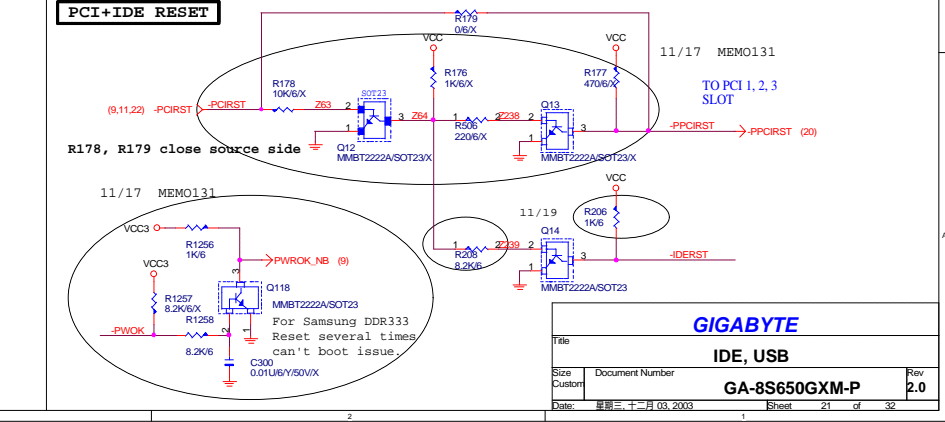 PCI+IDE RESET
R179
0/6/X
VCC
VCC
11/17 MEMO131
R178
10K/6/X
SOT23
R176
1K/6/X
R177
470/6/X
TO PCI 1, 2, 3
SLOT
(9,11,22) -PCIRST
-PCIRST
Z63
2
1
3
Z64
1
R506
220/6/X
2
Z238
2
1
Q13
3
-PPCIRST
-PPCIRST (20)
Q12
MMBT2222A/SOT23/X
MMBT2222A/SOT23/X
R178, R179 close source side
VCC
11/17 MEMO131
11/19
R206
1K/6
VCC3
R1256
1K/6
1
R208
8.2K/6
2
Z239
2
1
Q14
3
-IDERST
MMBT2222A/SOT23
PWROK_NB (9)
VCC3
3
Q118
MMBT2222A/SOT23
R1257
8.2K/6/X
R1258
8.2K/6
-PWOK
2
1
For Samsung DDR333
Reset several times
can't boot issue.
C300
0.01U/6/Y/50V/X
GIGABYTE
Title
IDE, USB
Size
Custom
Document Number
GA-8S650GXM-P
Rev
2.0
Date: 星期三, 十二月 03, 2003 Sheet 21 of 32
A
2
1